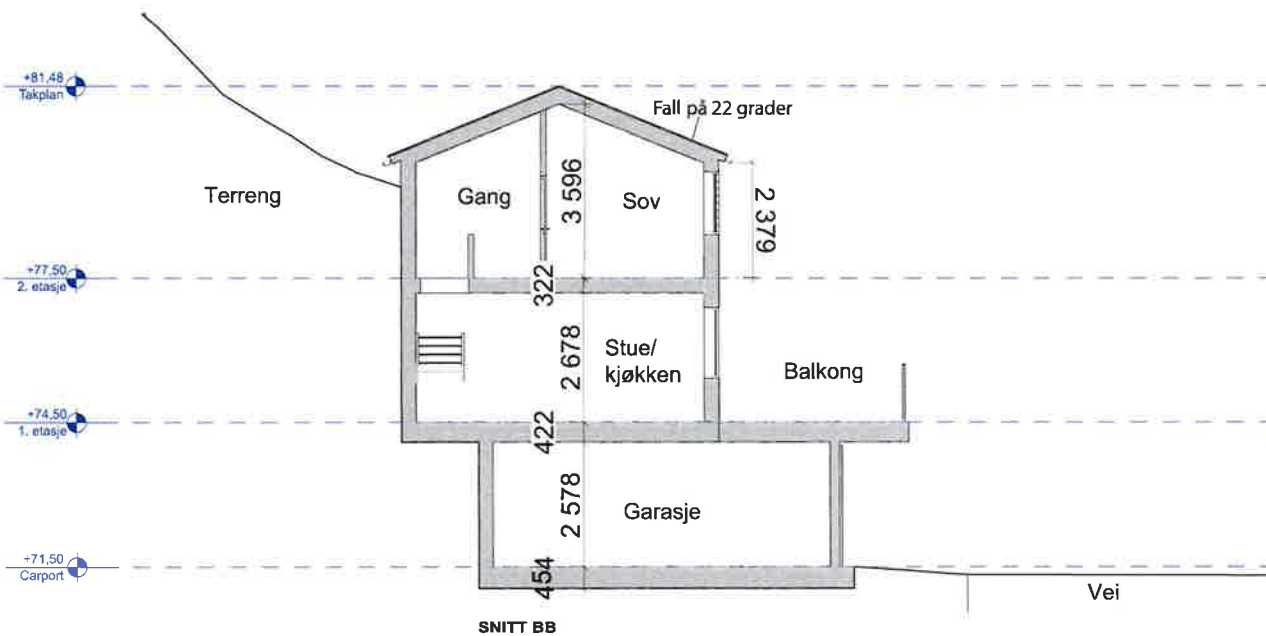 +81,48
Takplan
Fall på 22 grader
Terreng
Gang
3 596
Sov
2 379
+77,50
2. etasje
322
2 678
Stue/
kjøkken
Balkong
+74,50
1. etasje
422
2 578
Garasje
+71,50
Carport
454
Vei
SNITT BB